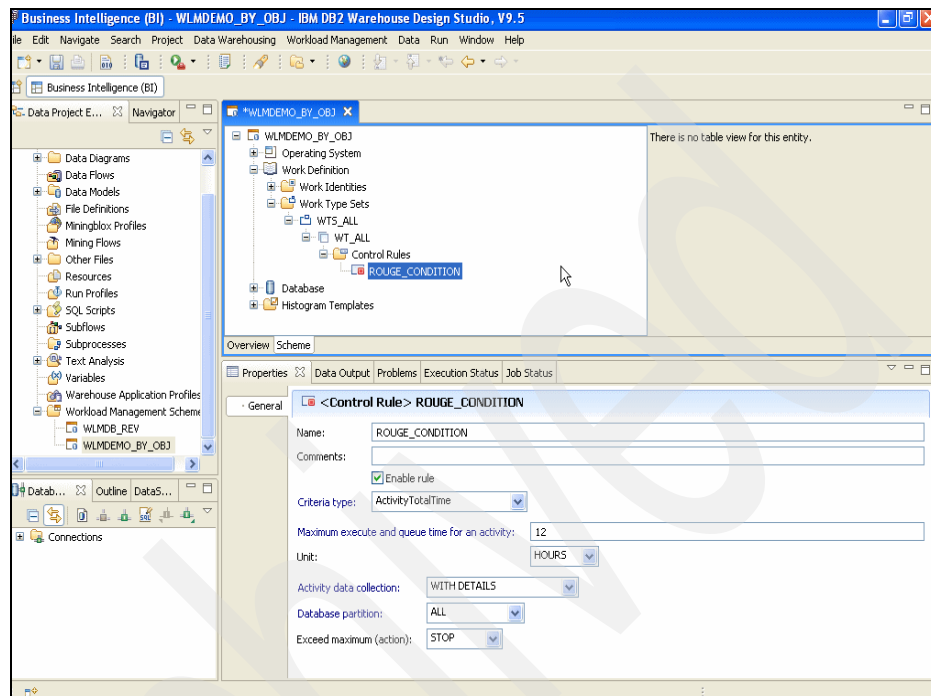 Business Intelligence (BI) - WLMDEMO_BY_OBJ - IBM DB2 Warehouse Design Studio, V9.5
ile Edit Navigate Search Project Data Warehousing Workload Management Data Run Window Help
Business Intelligence (BI)
Data Project E... Navigator
*WLMDEMO_BY_OBJ
Data Diagrams
Data Flows
Data Models
File Definitions
Miningblox Profiles
Mining Flows
Other Files
Resources
Run Profiles
SQL Scripts
Subflows
Subprocesses
Text Analysis
Variables
Warehouse Application Profiles
Workload Management Scheme
WLMDB_REV
WLMDEMO_BY_OBJ
WLMDEMO_BY_OBJ
Operating System
Work Definition
Work Identities
Work Type Sets
WTS_ALL
WT_ALL
Control Rules
ROUGE_CONDITION
Database
Histogram Templates
There is no table view for this entity.
Overview Scheme
Properties Data Output Problems Execution Status Job Status
General
<Control Rule> ROUGE_CONDITION
Name: ROUGE_CONDITION
Comments:
Enable rule
Criteria type: ActivityTotalTime
Maximum execute and queue time for an activity: 12
Unit: HOURS
Activity data collection: WITH DETAILS
Database partition: ALL
Exceed maximum (action): STOP
Datab... Outline DataS...
SQL
Connections
hived